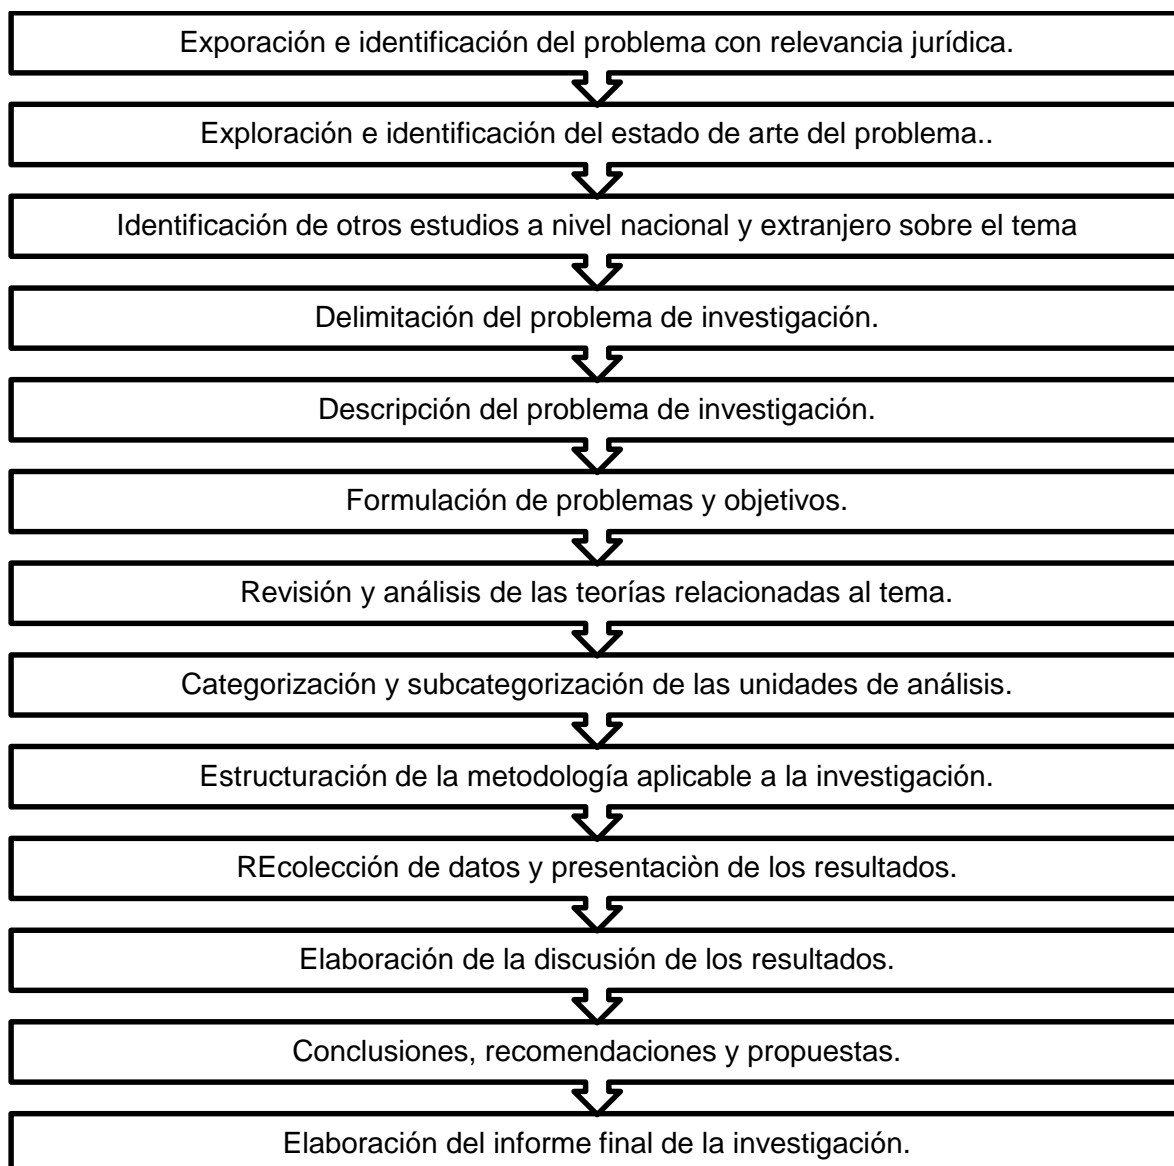 Exporación e identificación del problema con relevancia jurídica.
Exploración e identificación del estado de arte del problema..
Identificación de otros estudios a nivel nacional y extranjero sobre el tema
Delimitación del problema de investigación.
Descripción del problema de investigación.
Formulación de problemas y objetivos.
Revisión y análisis de las teorías relacionadas al tema.
Categorización y subcategorización de las unidades de análisis.
Estructuración de la metodología aplicable a la investigación.
REcolección de datos y presentaciòn de los resultados.
Elaboración de la discusión de los resultados.
Conclusiones, recomendaciones y propuestas.
Elaboración del informe final de la investigación.